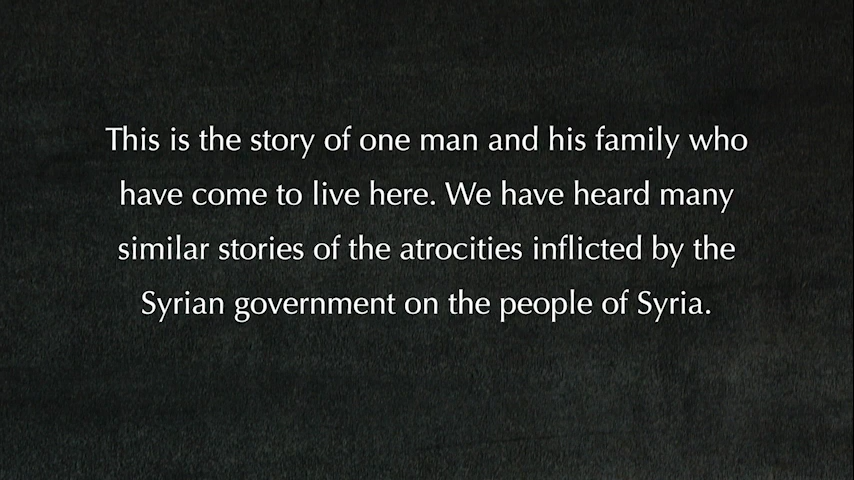 This is the story of one man and his family who
have come to live here. We have heard many
similar stories of the atrocities inflicted by the
Syrian government on the people of Syria.